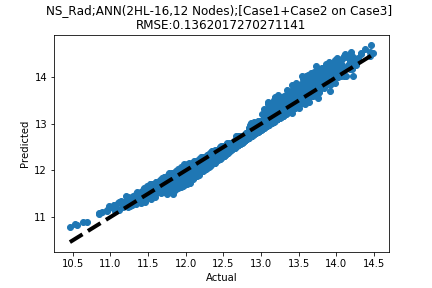 NS_Rad;ANN(2HL-16,12 Nodes);[Case1+Case2 on Case3]
RMSE:0.1362017270271141
14
13
Predicted
12
11
10.5 11.0 11.5 12.0 12.5 13.0 13.5 14.0 14.5
Actual